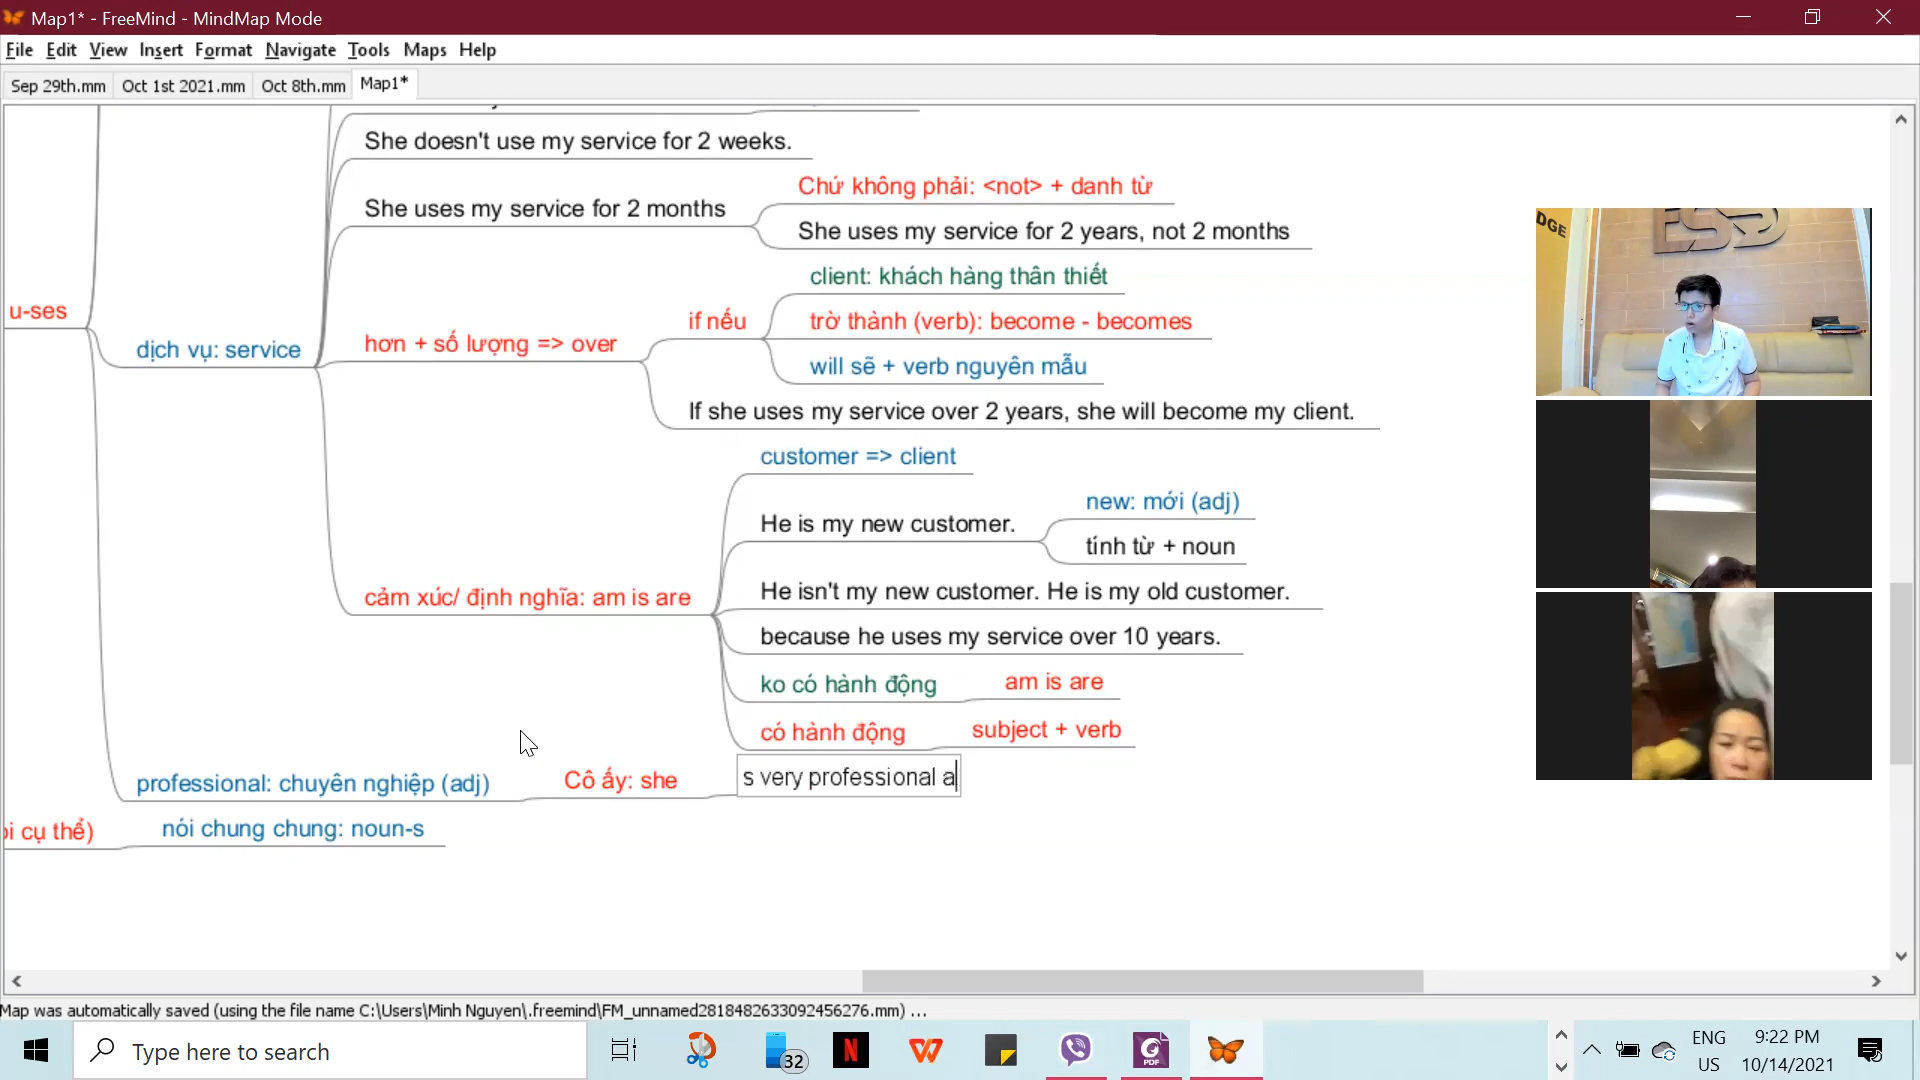 Map1* - FreeMind - MindMap Mode
File Edit View Insert Format Navigate Tools Maps Help
Sep 29th.mm Oct 1st 2021.mm Oct 8th.mm Map1*
She doesn't use my service for 2 weeks.
Chứ không phải: <not> + danh từ
She uses my service for 2 months
She uses my service for 2 years, not 2 months
client: khách hàng thân thiết
u-ses
if nếu
trờ thành (verb): become - becomes
dịch vụ: service
hơn + số lượng => over
will sẽ + verb nguyên mẫu
If she uses my service over 2 years, she will become my client.
customer => client
new: mới (adj)
He is my new customer.
tính từ + noun
cảm xúc/ định nghĩa: am is are
He isn't my new customer. He is my old customer.
because he uses my service over 10 years.
ko có hành động
am is are
có hành động
subject + verb
professional: chuyên nghiệp (adj)
Cô ấy: she
s very professional a
ói cụ thể)
nói chung chung: noun-s
DGE
ESD
Map was automatically saved (using the file name C:\Users\Minh Nguyen\.freemind\FM_unnamed2818482633092456276.mm) ...
Type here to search
32
N
W
PDF
ENG
US
9:22 PM
10/14/2021